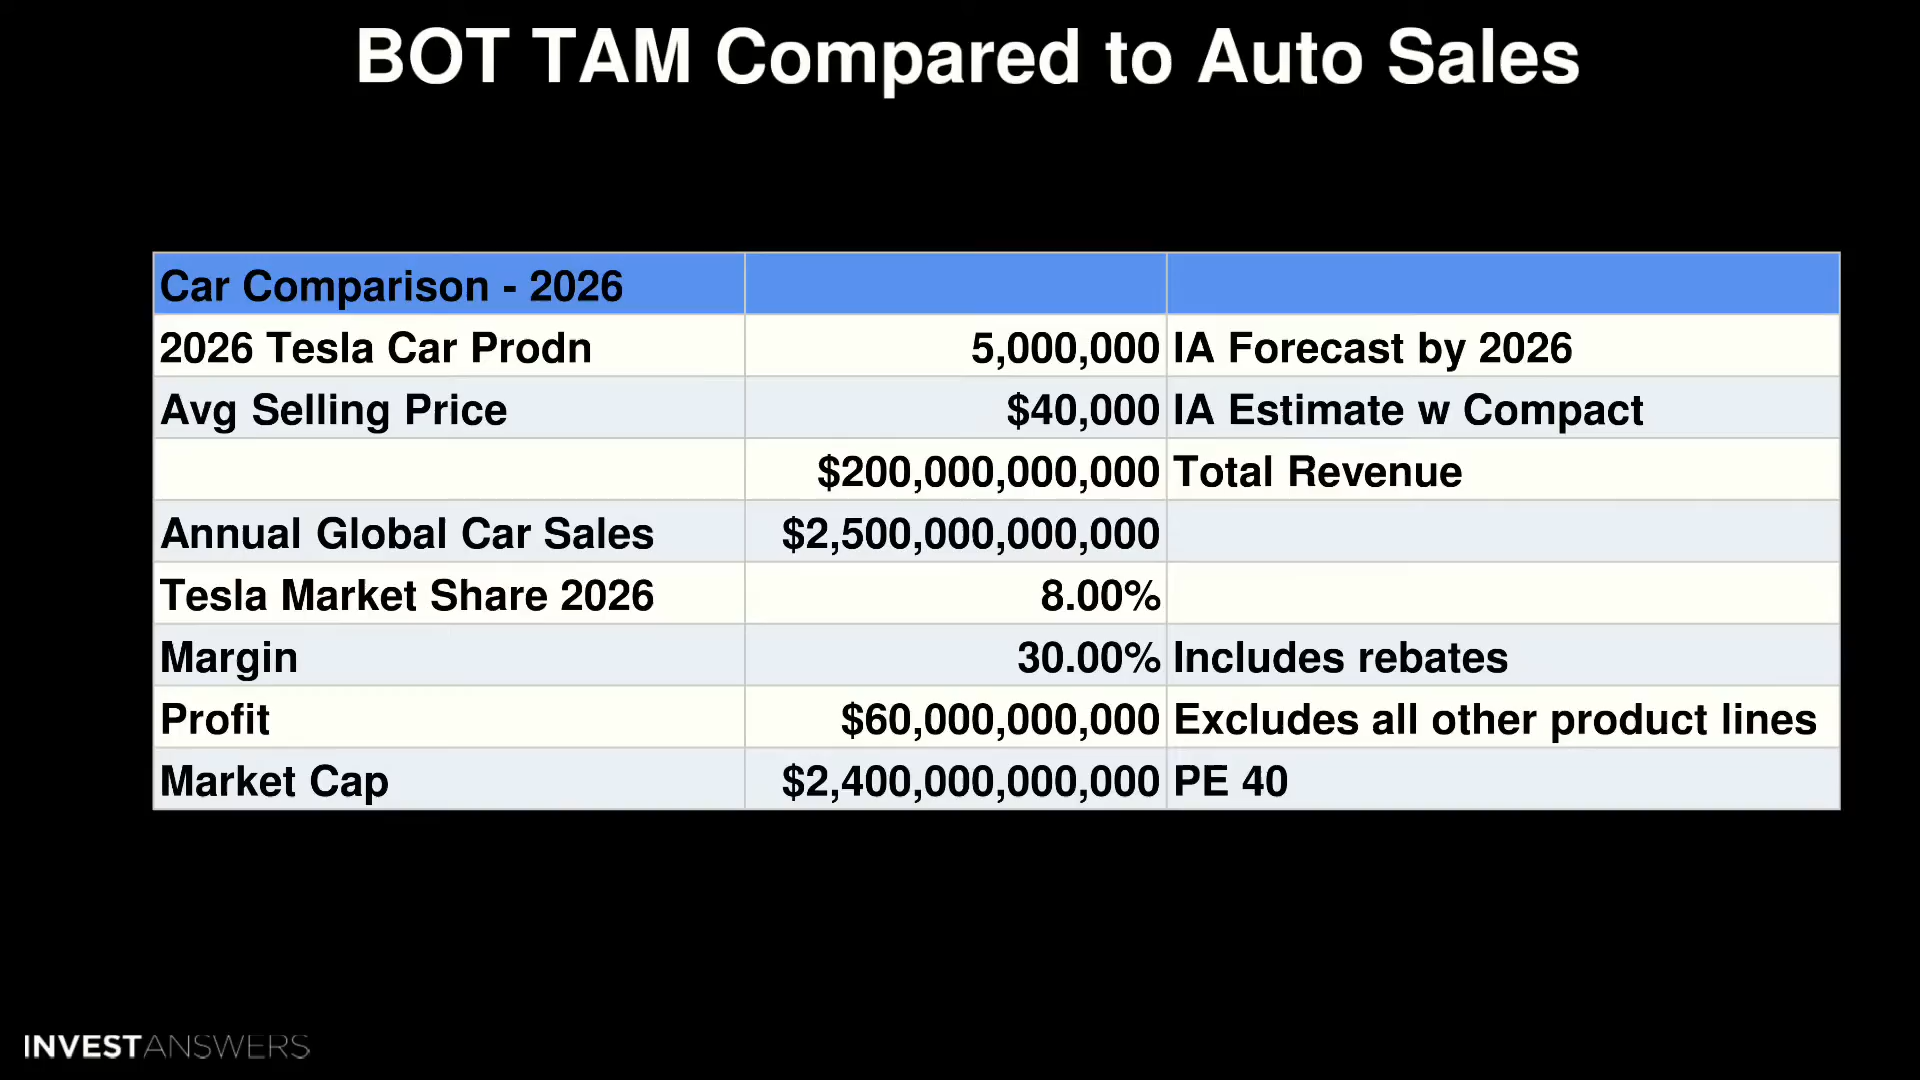 BOT TAM Compared to Auto Sales
Car Comparison - 2026
2026 Tesla Car Prodn 5,000,000 IA Forecast by 2026
Avg Selling Price $40,000 IA Estimate w Compact
$200,000,000,000 Total Revenue
Annual Global Car Sales $2,500,000,000,000
Tesla Market Share 2026 8.00%
Margin 30.00% Includes rebates
Profit $60,000,000,000 Excludes all other product lines
Market Cap $2,400,000,000,000 PE 40
INVESTANSWERS